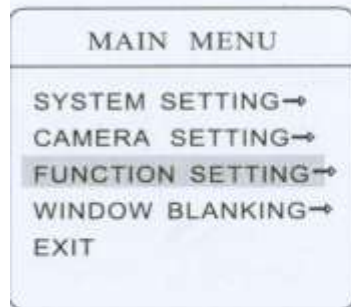 MAIN MENU
SYSTEM SETTING→
CAMERA SETTING→
FUNCTION SETTING→
WINDOW BLANKING→
EXIT